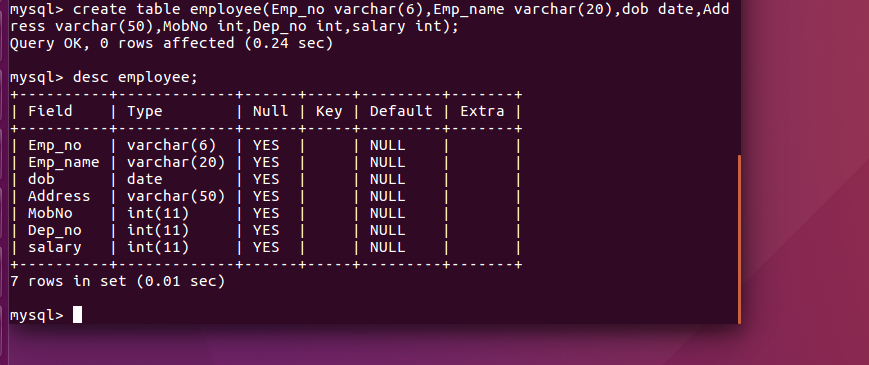 mysql> create table employee(Emp_no varchar(6),Emp_name varchar(20),dob date,Add
ress varchar(50),MobNo int,Dep_no int,salary int);
Query OK, 0 rows affected (0.24 sec)

mysql> desc employee;
+----------+-------------+------+-----+---------+-------+
| Field    | Type        | Null | Key | Default | Extra |
+----------+-------------+------+-----+---------+-------+
| Emp_no   | varchar(6)  | YES  |     | NULL    |       |
| Emp_name | varchar(20) | YES  |     | NULL    |       |
| dob      | date        | YES  |     | NULL    |       |
| Address  | varchar(50) | YES  |     | NULL    |       |
| MobNo    | int(11)     | YES  |     | NULL    |       |
| Dep_no   | int(11)     | YES  |     | NULL    |       |
| salary   | int(11)     | YES  |     | NULL    |       |
+----------+-------------+------+-----+---------+-------+
7 rows in set (0.01 sec)

mysql>